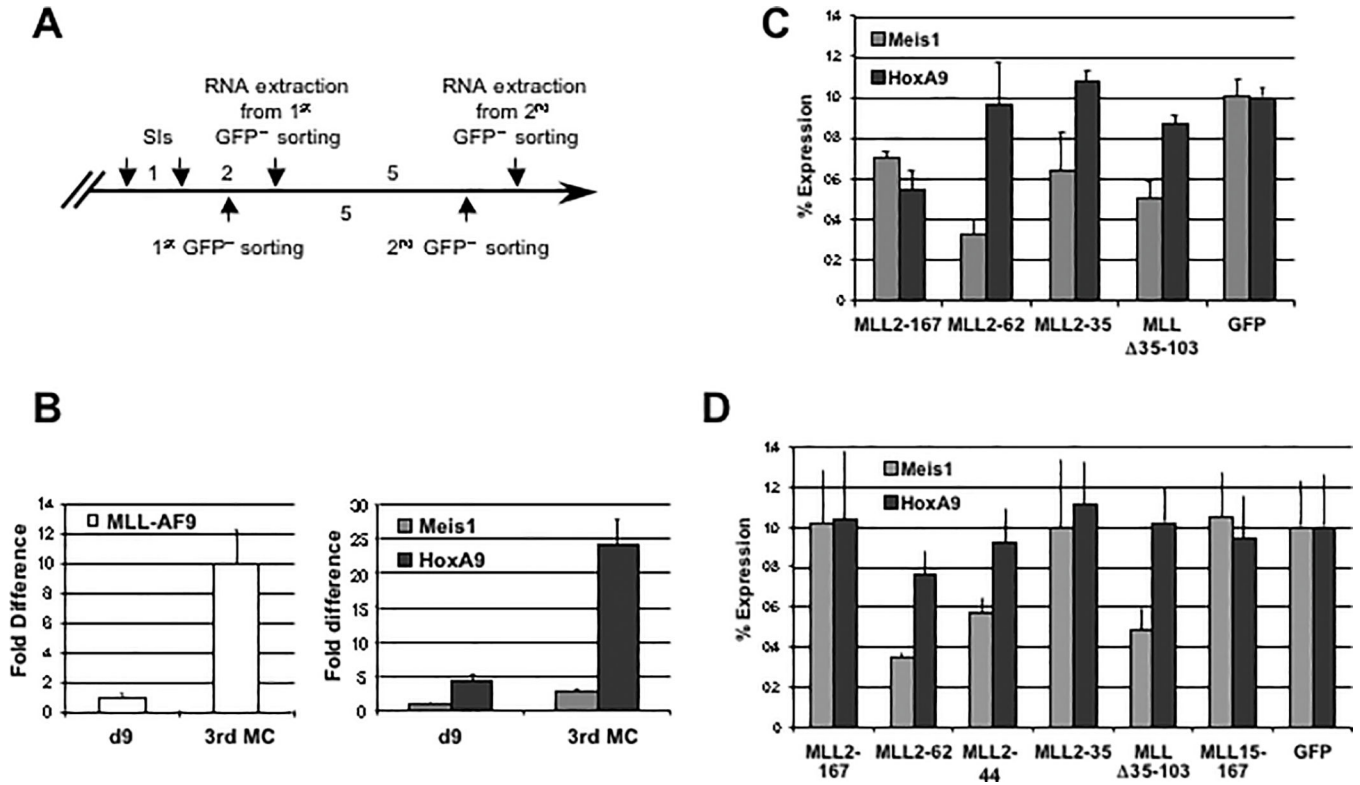 A
RNA extraction
from 1st
GFP⁻ sorting
RNA extraction
from 2nd
GFP⁻ sorting
SIs
1
2
5
5
1st GFP⁻ sorting
2nd GFP⁻ sorting
B
Fold Difference
14
12
10
8
6
4
2
0
MLL-AF9
d9
3rd MC
Fold difference
30
25
20
15
10
5
0
Meis1
HoxA9
d9
3rd MC
C
% Expression
14
12
10
08
06
04
02
0
Meis1
HoxA9
MLL2-167
MLL2-62
MLL2-35
MLL
Δ35-103
GFP
D
% Expression
14
12
10
08
06
04
02
0
Meis1
HoxA9
MLL2-
167
MLL2-62
MLL2-
44
MLL2-35
MLL
Δ35-103
MLL15-
167
GFP